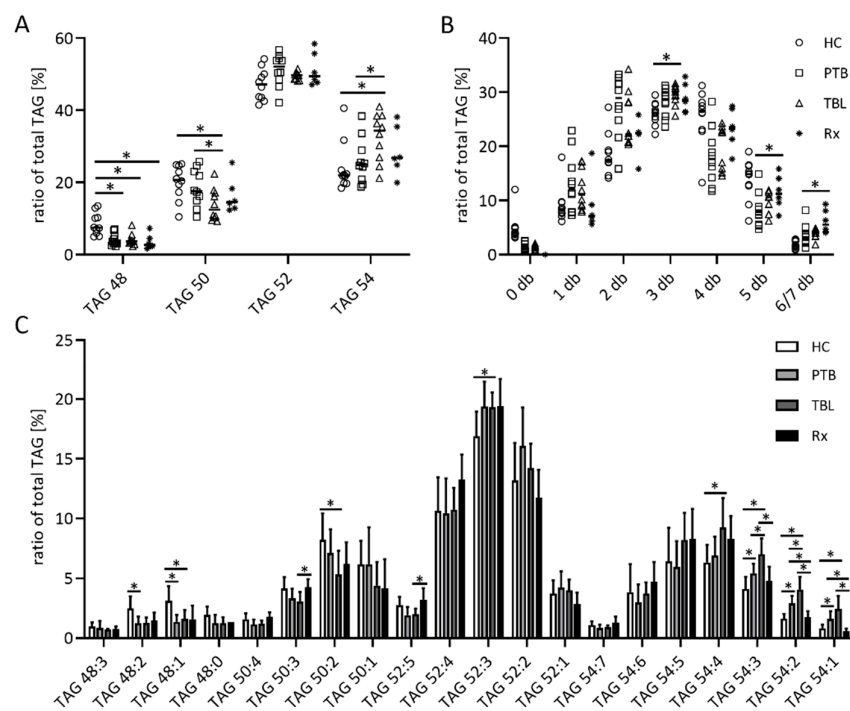 A
ratio of total TAG [%]
60
40
20
0
* * * * * * *
TAG 48 TAG 50 TAG 52 TAG 54
B
ratio of total TAG [%]
40
30
20
10
0
* * *
HC
PTB
TBL
Rx
0 db 1 db 2 db 3 db 4 db 5 db 6/7 db
C
ratio of total TAG [%]
25
20
15
10
5
0
HC
PTB
TBL
Rx
TAG 48:3 TAG 48:2 TAG 48:1 TAG 48:0 TAG 50:4 TAG 50:3 TAG 50:2 TAG 50:1 TAG 52:5 TAG 52:4 TAG 52:3 TAG 52:2 TAG 52:1 TAG 54:7 TAG 54:6 TAG 54:5 TAG 54:4 TAG 54:3 TAG 54:2 TAG 54:1